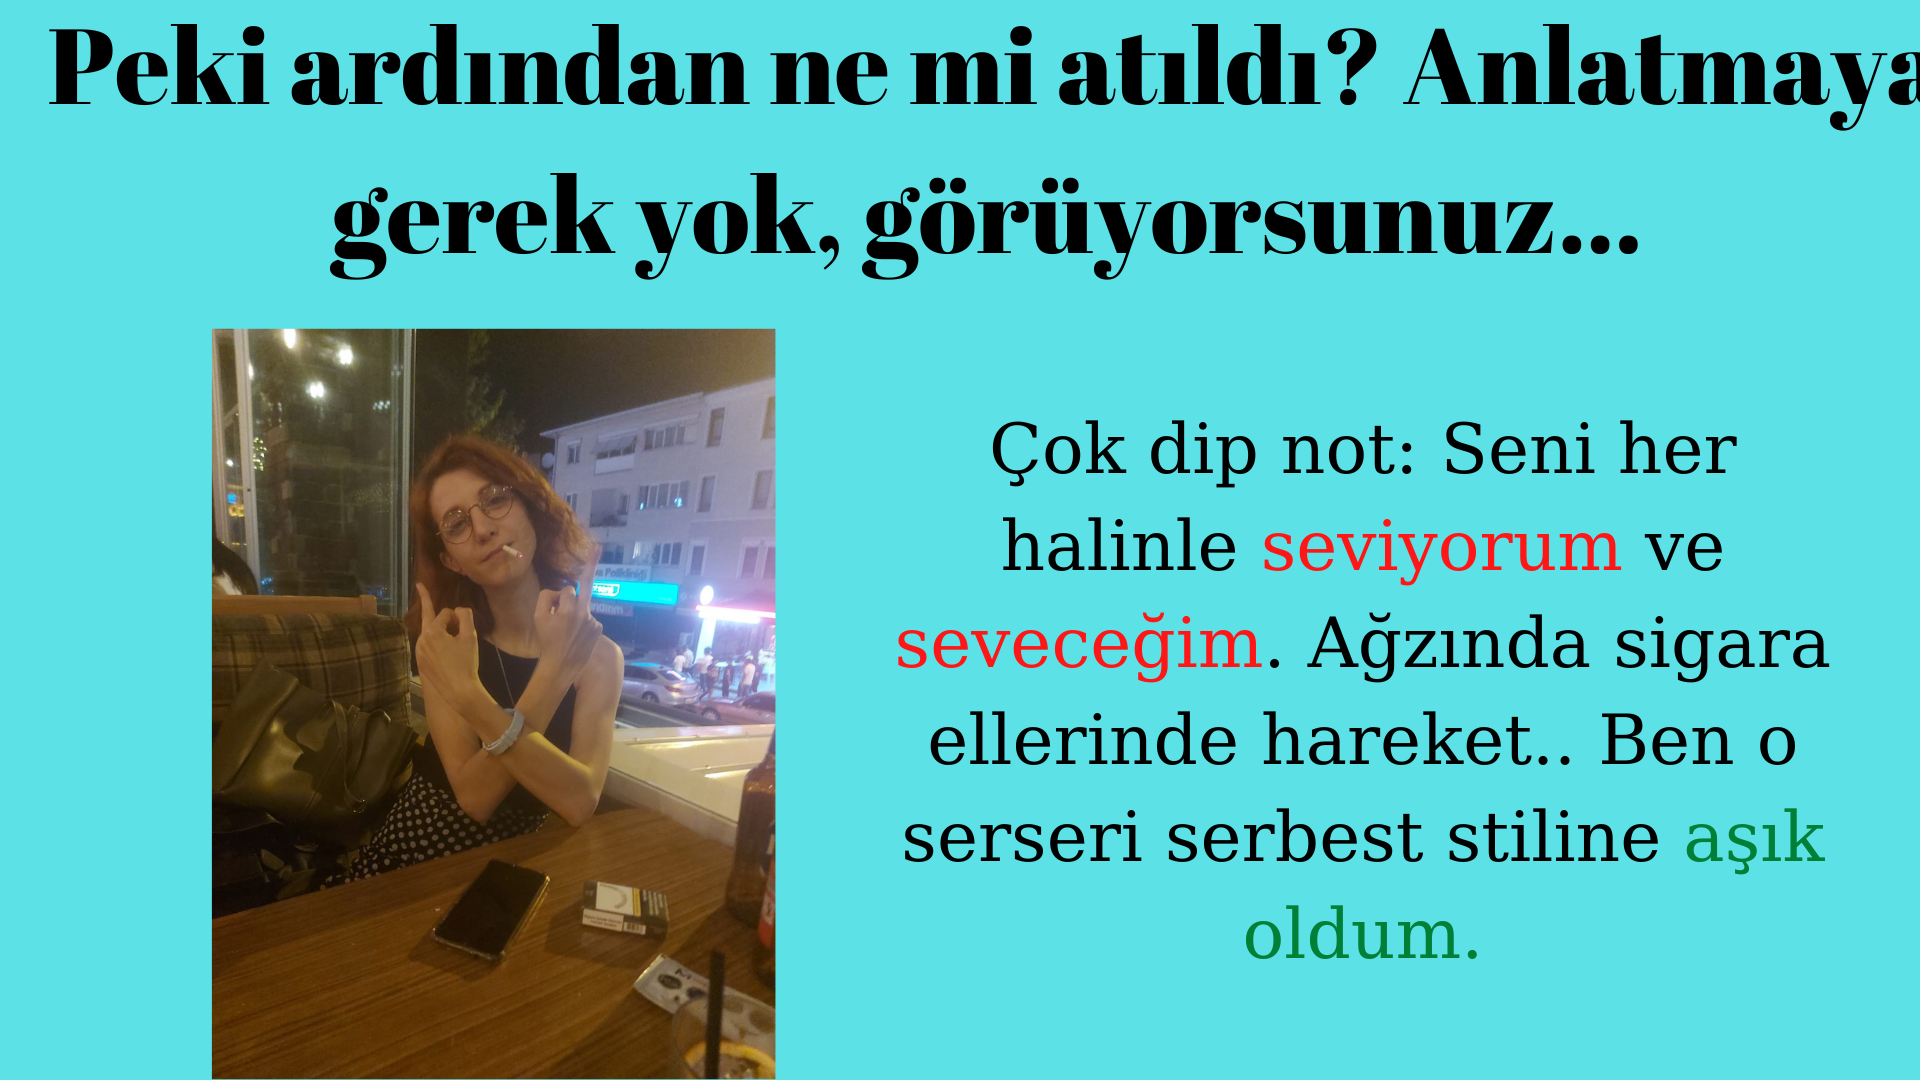 Peki ardından ne mi atıldı? Anlatmaya
gerek yok, görüyorsunuz...
Çok dip not: Seni her
halinle seviyorum ve
seveceğim. Ağzında sigara
ellerinde hareket.. Ben o
serseri serbest stiline aşık
oldum.